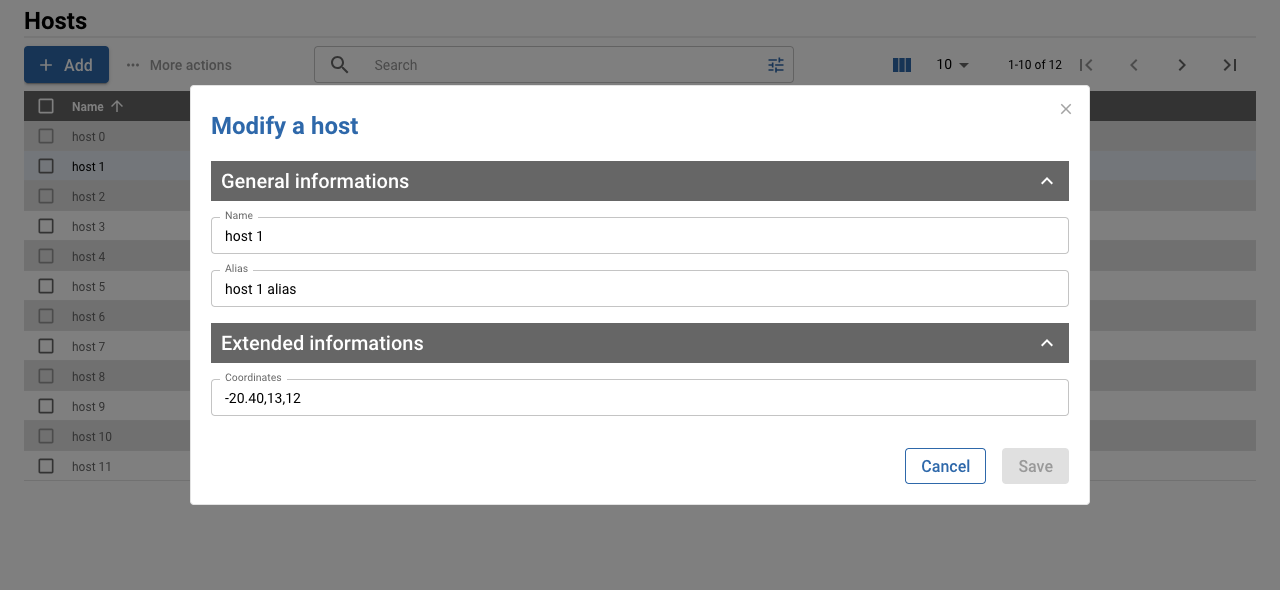 Hosts
Add
More actions
Search
10
1-10 of 12
Name
host 0
host 1
host 2
host 3
host 4
host 5
host 6
host 7
host 8
host 9
host 10
host 11
Modify a host
General informations
Name
host 1
Alias
host 1 alias
Extended informations
Coordinates
-20.40,13,12
Cancel
Save